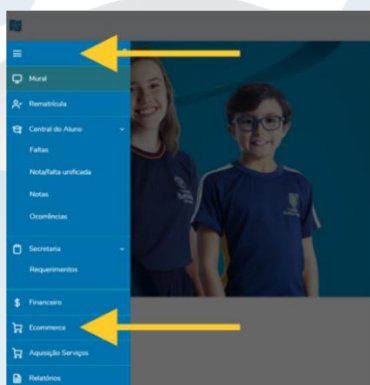 Mural
Rematrícula
Central do Aluno
Faltas
Nota/falta unificada
Notas
Ocorrências
Secretaria
Requerimentos
Financeiro
Ecommerce
Aquisição Serviços
Relatórios